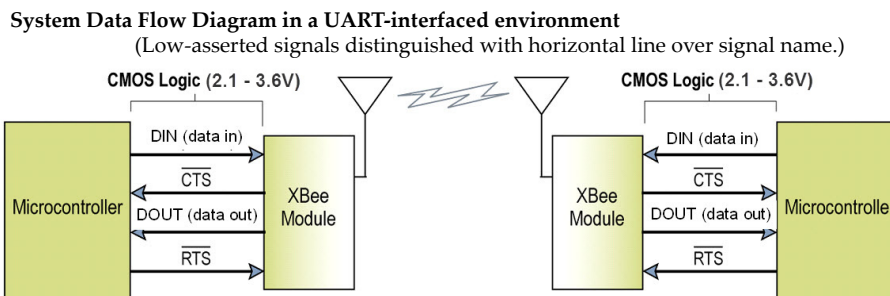 System Data Flow Diagram in a UART-interfaced environment
(Low-asserted signals distinguished with horizontal line over signal name.)
CMOS Logic (2.1 - 3.6V)
CMOS Logic (2.1 - 3.6V)
DIN (data in)
CTS
DOUT (data out)
RTS
Microcontroller
XBee
Module
XBee
Module
DIN (data in)
CTS
DOUT (data out)
RTS
Microcontrolle